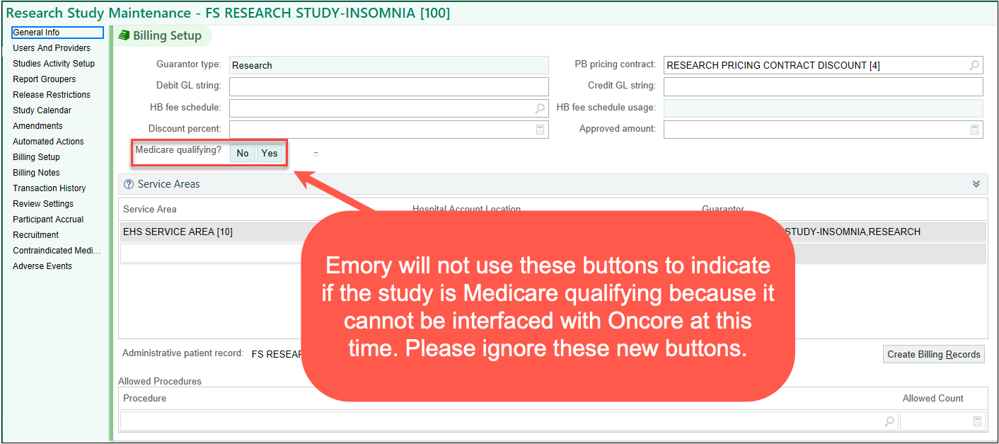 Research Study Maintenance - FS RESEARCH STUDY-INSOMNIA [100]
General Info
Users And Providers
Studies Activity Setup
Report Groupers
Release Restrictions
Study Calendar
Amendments
Automated Actions
Billing Setup
Billing Notes
Transaction History
Review Settings
Participant Accrual
Recruitment
Contraindicated Medi...
Adverse Events
Billing Setup
Guarantor type: Research PB pricing contract: RESEARCH PRICING CONTRACT DISCOUNT [4]
Debit GL string: Credit GL string:
HB fee schedule: HB fee schedule usage:
Discount percent: Approved amount:
Medicare qualifying? No Yes
Service Areas
Service Area Hospital Account Location Guarantor
EHS SERVICE AREA [10] STUDY-INSOMNIA,RESEARCH
Emory will not use these buttons to indicate
if the study is Medicare qualifying because it
cannot be interfaced with Oncore at this
time. Please ignore these new buttons.
Administrative patient record: FS RESEAR Create Billing Records
Allowed Procedures
Procedure Allowed Count